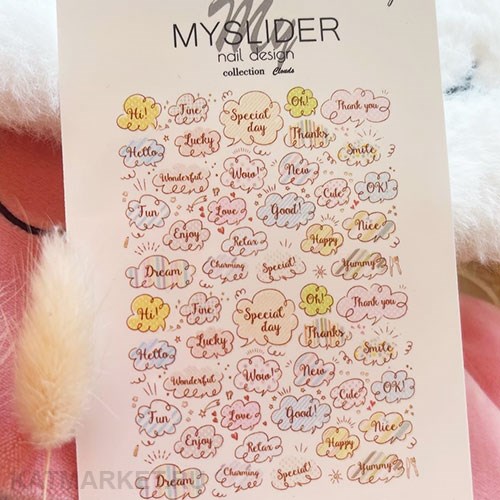 My
MYSLIDER
nail design
collection Clouds
Hi! Fine Special day Oh! Thank you
Hello Lucky Thanks Smile
Wonderful Wow! New Cute OK!
Fun Love Good! Nice
Enjoy Relax Happy
Dream Charming Special! Yummy
Hi! Fine Special day Oh! Thank you
Hello Lucky Thanks Smile
Wonderful Wow! New Cute OK!
Fun Love Good! Nice
Enjoy Relax Happy
Dream Charming Special! Yummy